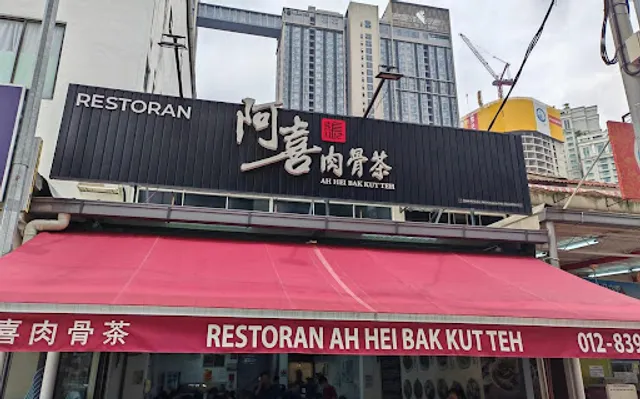 RESTORAN
阿喜肉骨茶
AH HEI BAK KUT TEH
喜肉骨茶 RESTORAN AH HEI BAK KUT TEH 012-839